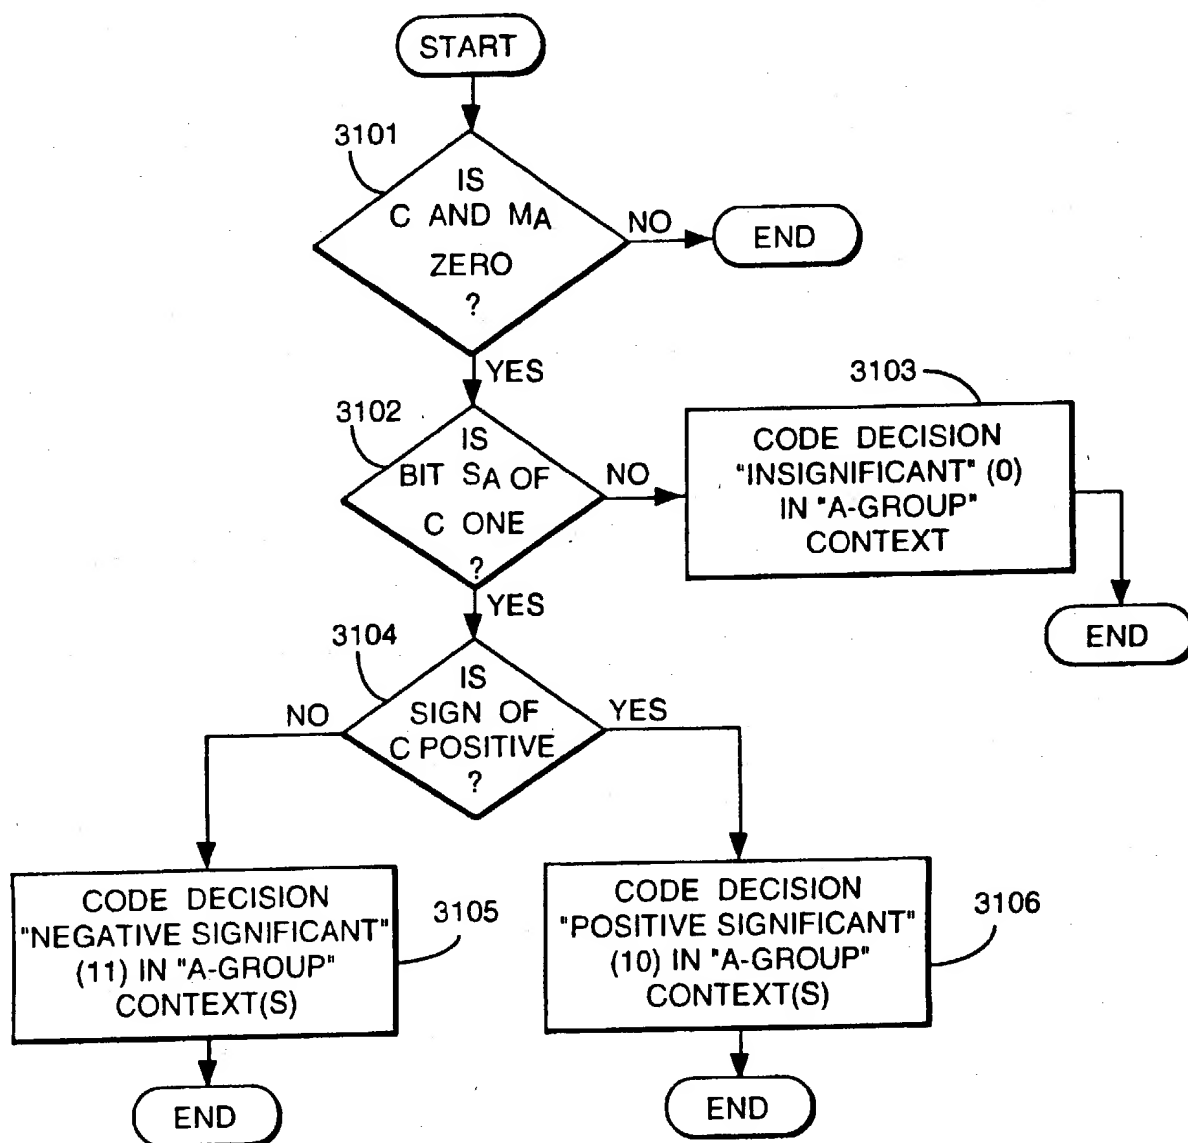 START
3101
IS
C AND MA
ZERO
?
NO
END
YES
3102
IS
BIT SA OF
C ONE
?
NO
3103
CODE DECISION
"INSIGNIFICANT" (0)
IN "A-GROUP"
CONTEXT
END
YES
3104
IS
SIGN OF
C POSITIVE
?
NO
YES
CODE DECISION
"NEGATIVE SIGNIFICANT"
(11) IN "A-GROUP"
CONTEXT(S)
3105
END
CODE DECISION
"POSITIVE SIGNIFICANT"
(10) IN "A-GROUP"
CONTEXT(S)
3106
END